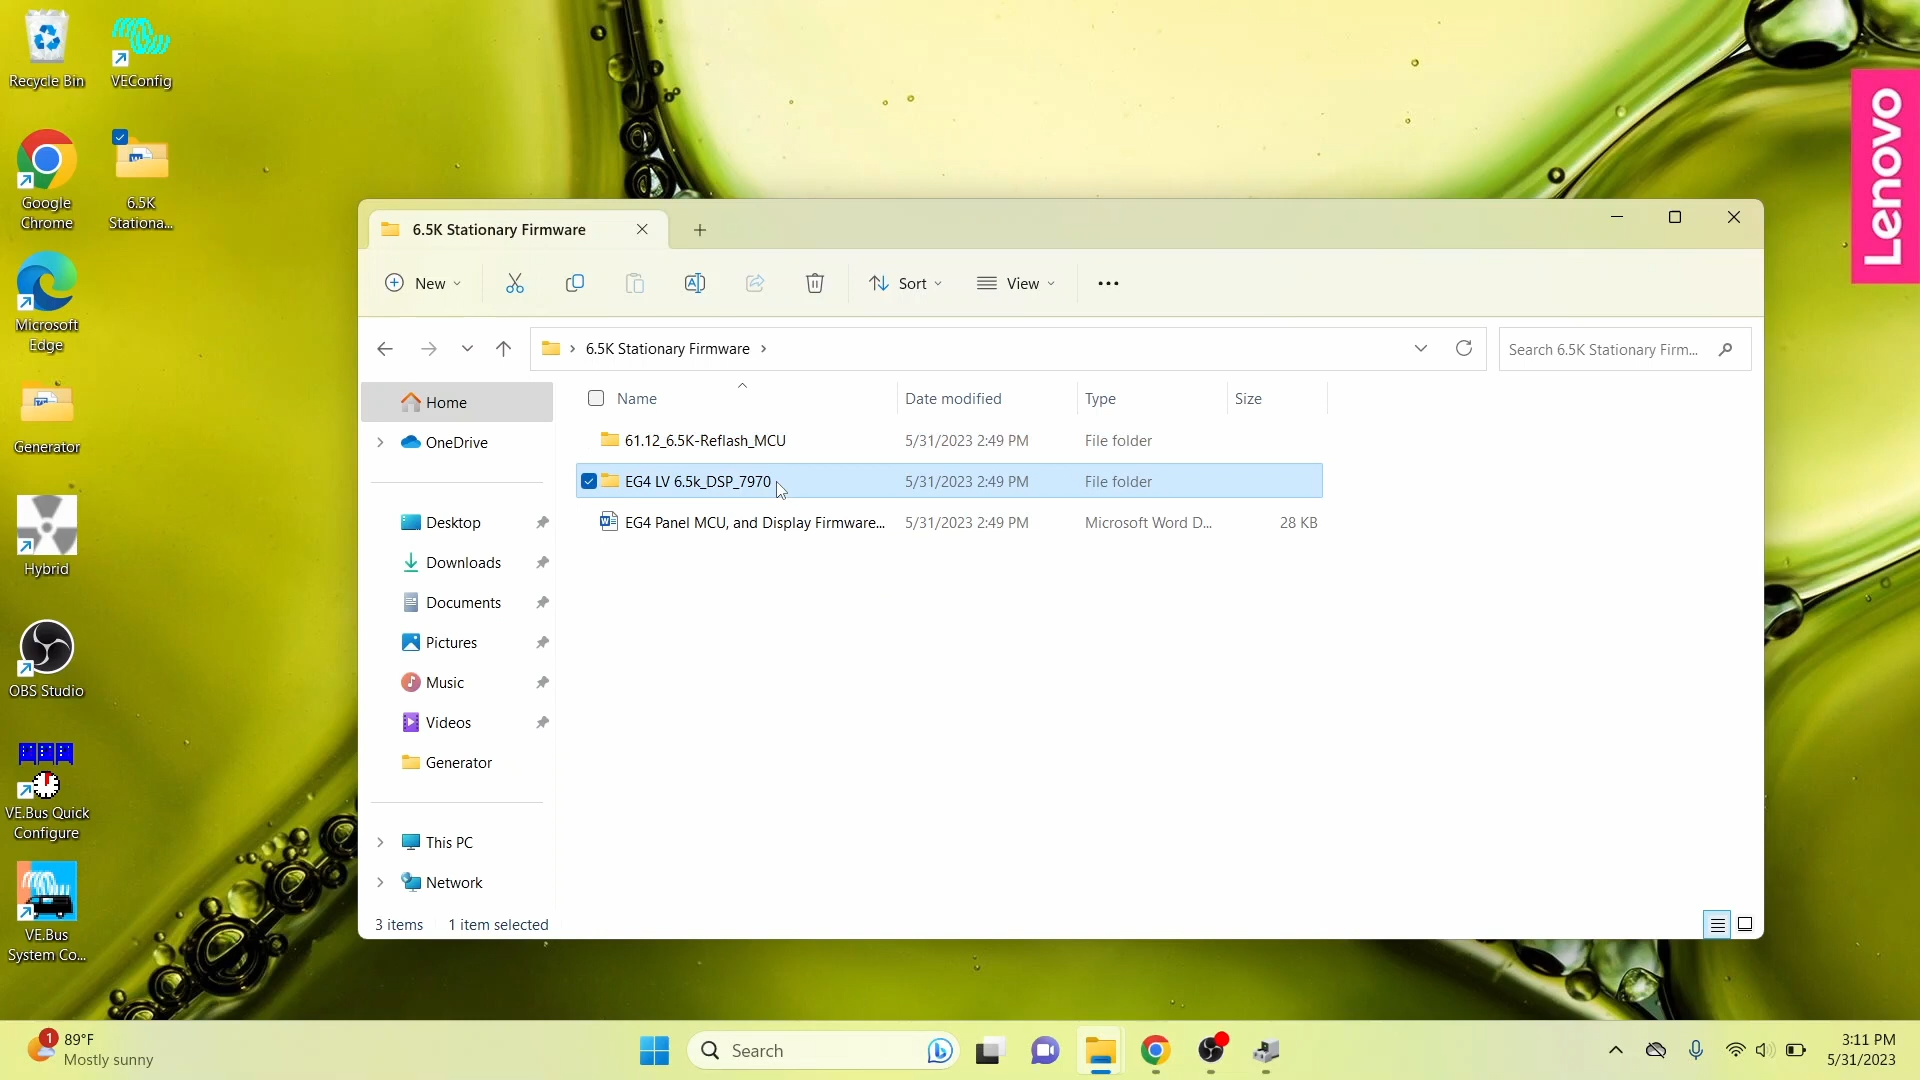 Recycle Bin
VEConfig
Google
Chrome
6.5K
Stationa...
Microsoft
Edge
Generator
Hybrid
OBS Studio
VE.Bus Quick
Configure
VE.Bus
System Co...
Lenovo
6.5K Stationary Firmware
New
Sort
View
6.5K Stationary Firmware
Search 6.5K Stationary Firm...
Home
OneDrive
Desktop
Downloads
Documents
Pictures
Music
Videos
Generator
This PC
Network
Name Date modified Type Size
61.12_6.5K-Reflash_MCU 5/31/2023 2:49 PM File folder
EG4 LV 6.5k_DSP_7970 5/31/2023 2:49 PM File folder
EG4 Panel MCU, and Display Firmware... 5/31/2023 2:49 PM Microsoft Word D... 28 KB
3 items 1 item selected
1
89°F
Mostly sunny
Search
3:11 PM
5/31/2023